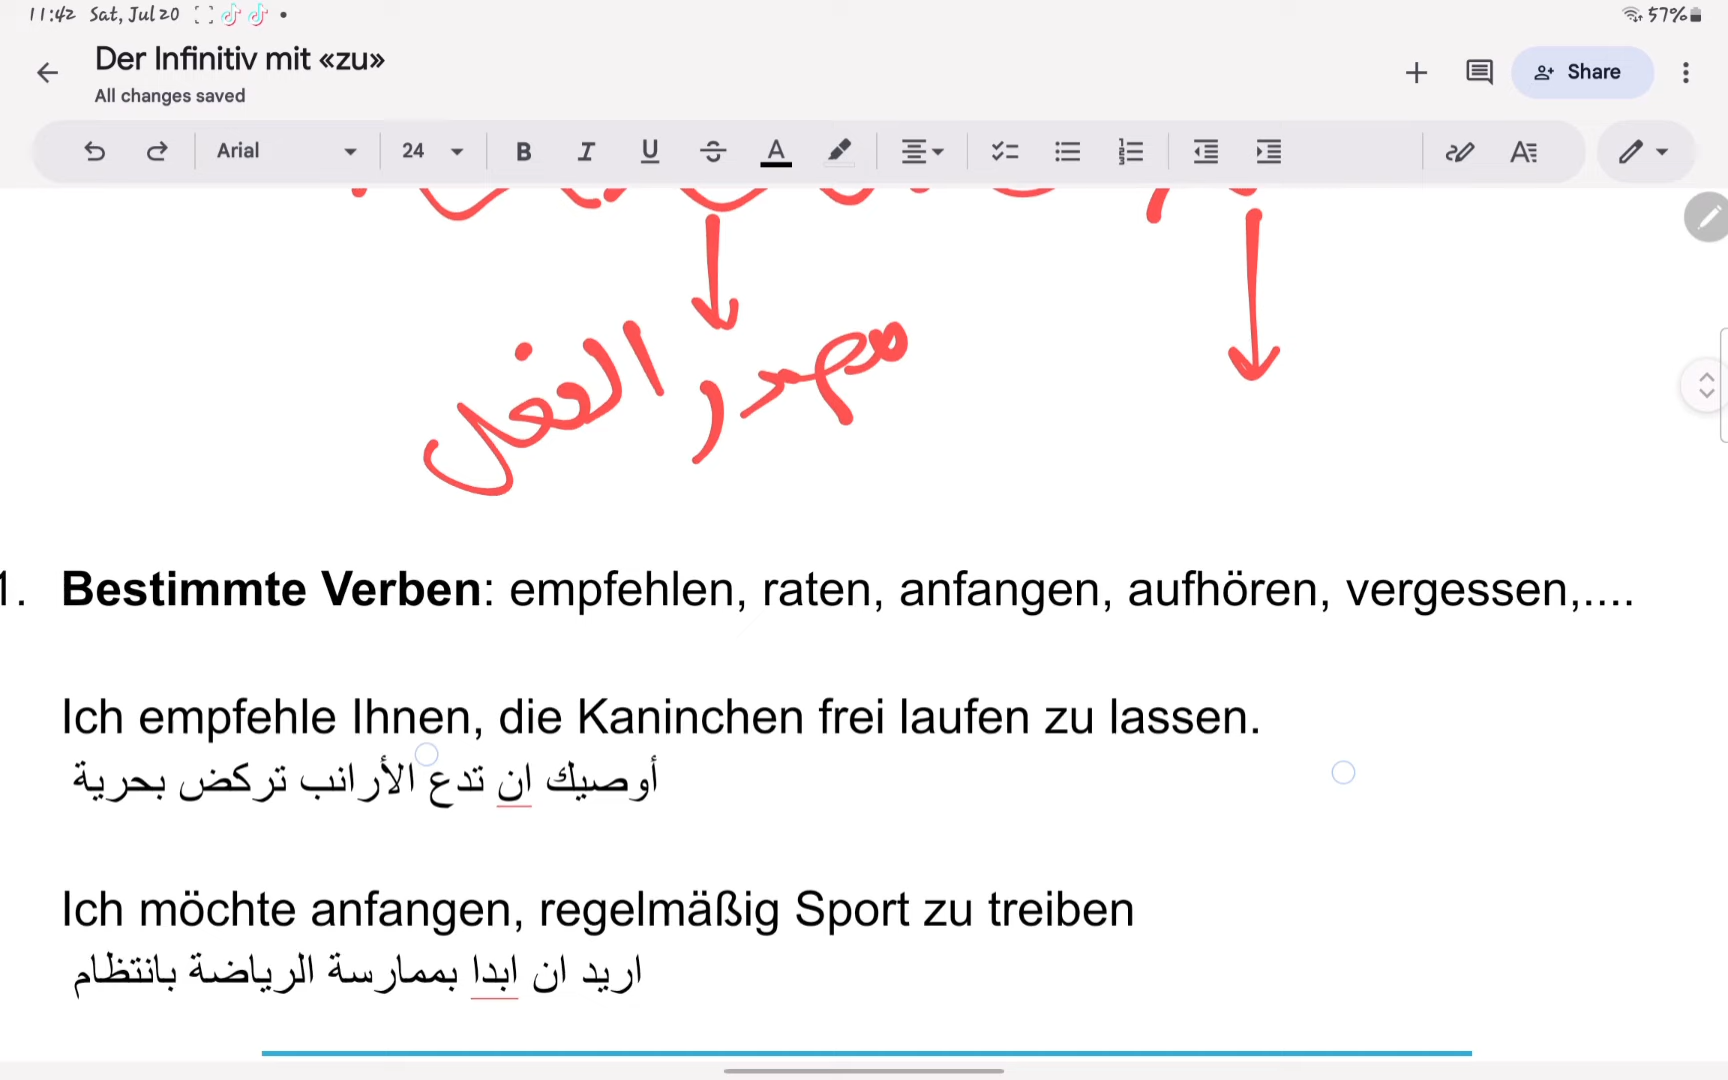 11:42 Sat, Jul 20
57%
Der Infinitiv mit «zu»
All changes saved
Share
Arial
24
B I U S A
مصدر الفعل
1. Bestimmte Verben: empfehlen, raten, anfangen, aufhören, vergessen,....
Ich empfehle Ihnen, die Kaninchen frei laufen zu lassen.
أوصيك ان تدع الأرانب تركض بحرية
Ich möchte anfangen, regelmäßig Sport zu treiben
اريد ان ابدا بممارسة الرياضة بانتظام